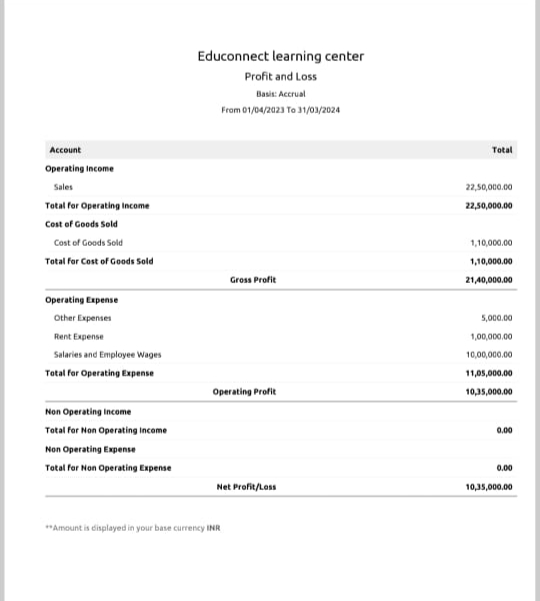 Educonnect learning center
Profit and Loss
Basis: Accrual
From 01/04/2023 To 31/03/2024
Account Total
Operating Income
Sales 22,50,000.00
Total for Operating Income 22,50,000.00
Cost of Goods Sold
Cost of Goods Sold 1,10,000.00
Total for Cost of Goods Sold 1,10,000.00
Gross Profit 21,40,000.00
Operating Expense
Other Expenses 5,000.00
Rent Expense 1,00,000.00
Salaries and Employee Wages 10,00,000.00
Total for Operating Expense 11,05,000.00
Operating Profit 10,35,000.00
Non Operating Income
Total for Non Operating Income 0.00
Non Operating Expense
Total for Non Operating Expense 0.00
Net Profit/Loss 10,35,000.00
**Amount is displayed in your base currency INR